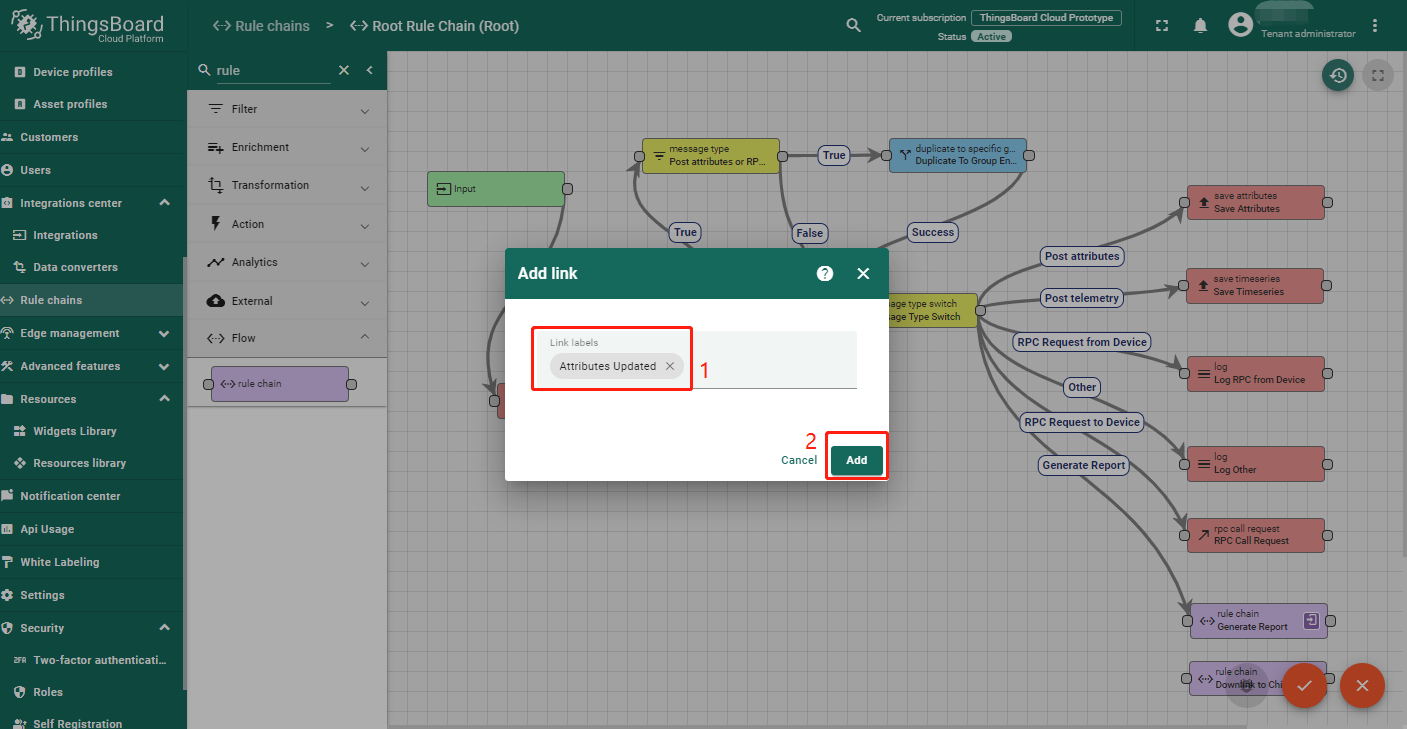 ThingsBoard
Cloud Platform
Rule chains > Root Rule Chain (Root)
Current subscription ThingsBoard Cloud Prototype
Status Active
Tenant administrator
Device profiles
Asset profiles
Customers
Users
Integrations center
Integrations
Data converters
Rule chains
Edge management
Advanced features
Resources
Widgets Library
Resources library
Notification center
Api Usage
White Labeling
Settings
Security
2FA Two-factor authenticati...
Roles
Self Registration
rule
Filter
Enrichment
Transformation
Action
Analytics
External
Flow
rule chain
Input
message type
Post attributes or RP...
True
duplicate to specific g...
Duplicate To Group En...
True
False
Success
age type switch
sage Type Switch
Post attributes
Post telemetry
RPC Request from Device
Other
RPC Request to Device
Generate Report
save attributes
Save Attributes
save timeseries
Save Timeseries
log
Log RPC from Device
log
Log Other
rpc call request
RPC Call Request
rule chain
Generate Report
rule chain
Downlink to Chi
Add link
?
Link labels
Attributes Updated
1
2
Cancel
Add